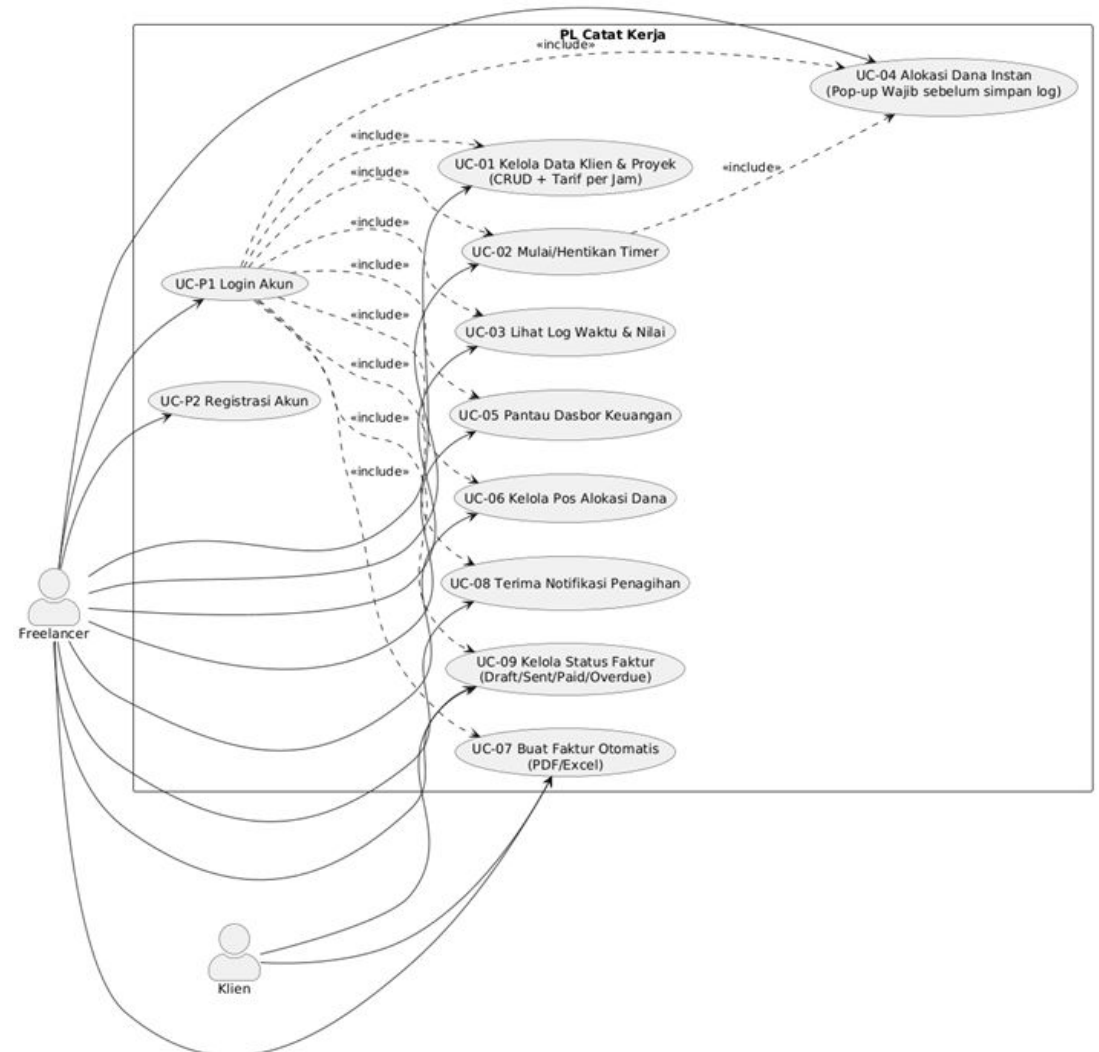 PL Catat Kerja
«include»
UC-04 Alokasi Dana Instan
(Pop-up Wajib sebelum simpan log)
«include»
UC-01 Kelola Data Klien & Proyek
(CRUD + Tarif per Jam)
«include»
«include»
UC-02 Mulai/Hentikan Timer
«include»
«include»
UC-P1 Login Akun
«include»
UC-03 Lihat Log Waktu & Nilai
«include»
UC-P2 Registrasi Akun
UC-05 Pantau Dasbor Keuangan
«include»
«include»
UC-06 Kelola Pos Alokasi Dana
UC-08 Terima Notifikasi Penagihan
Freelancer
UC-09 Kelola Status Faktur
(Draft/Sent/Paid/Overdue)
UC-07 Buat Faktur Otomatis
(PDF/Excel)
Klien